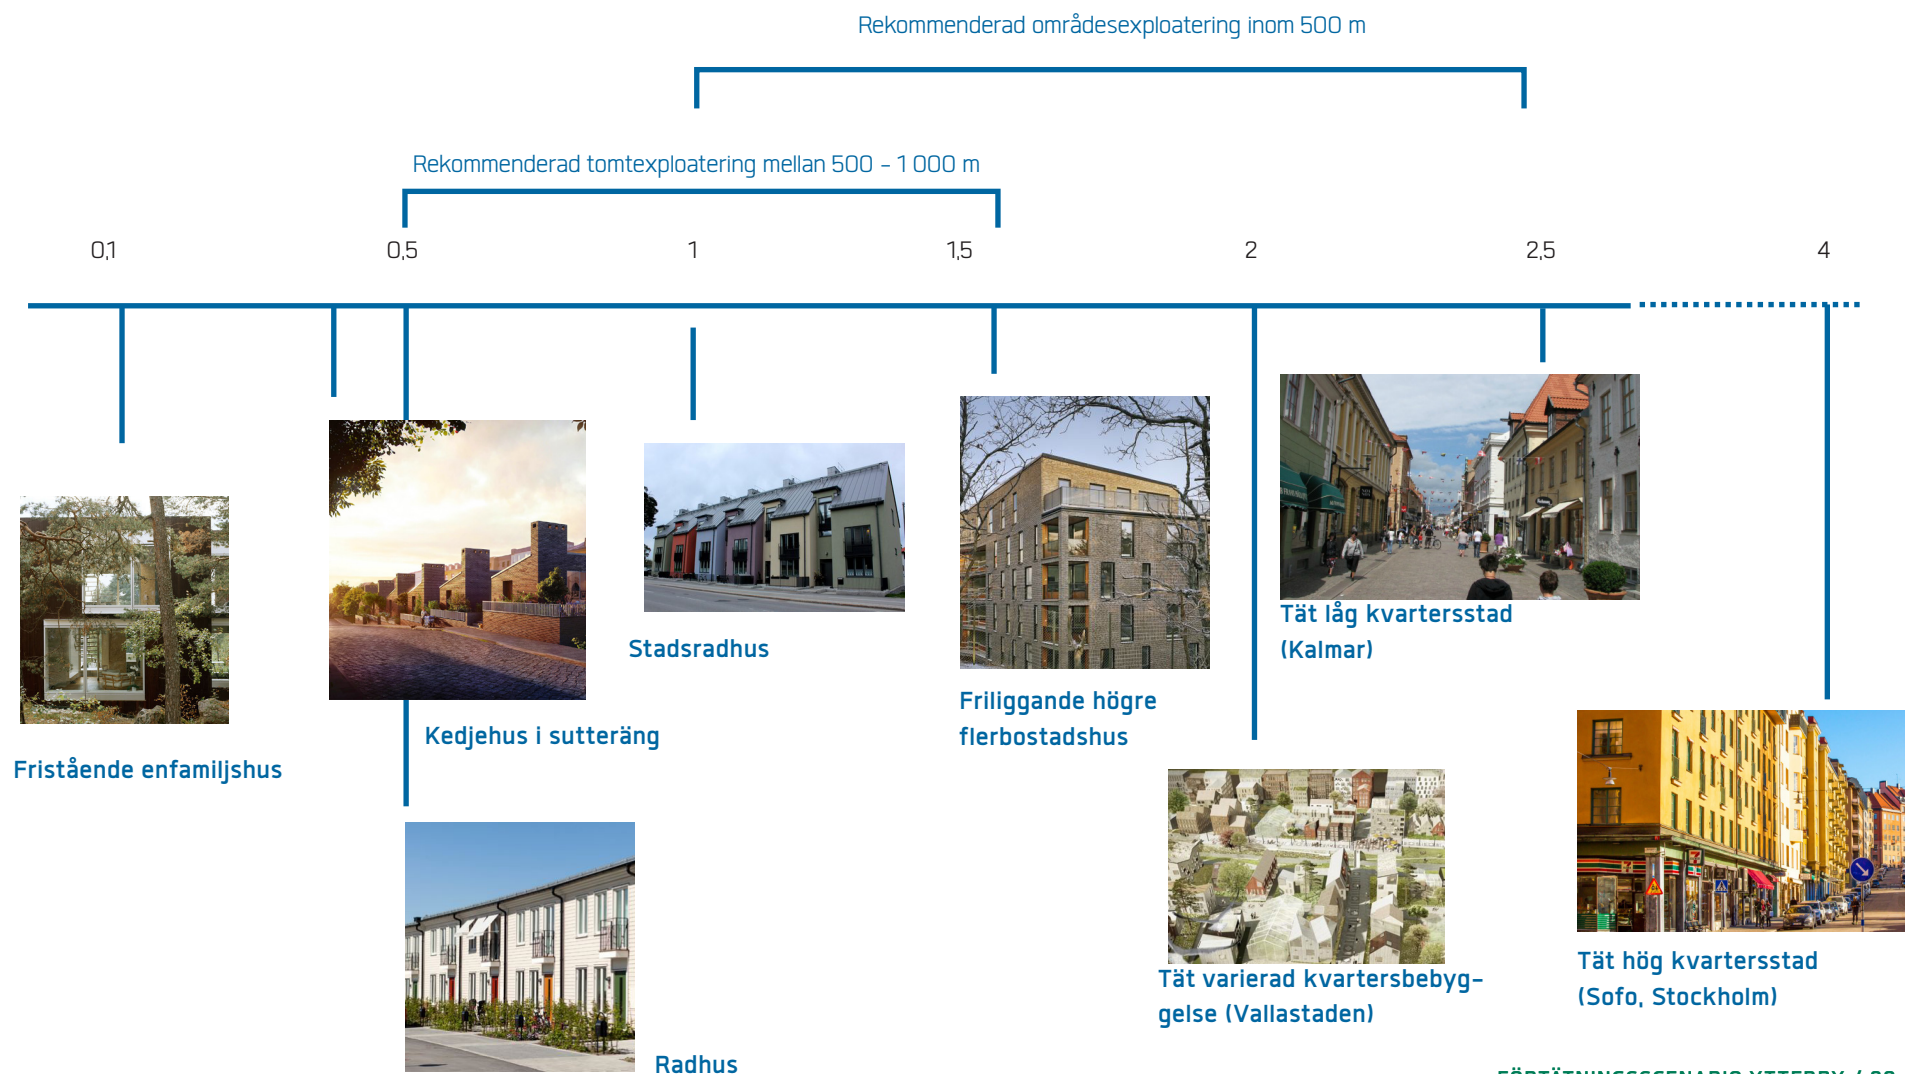 Rekommenderad områdesexploatering inom 500 m
Rekommenderad tomtexploatering mellan 500 - 1 000 m
0,1
0,5
1
1,5
2
2,5
4
Fristående enfamiljshus
Kedjehus i sutteräng
Radhus
Stadsradhus
Friliggande högre
flerbostadshus
Tät varierad kvartersbebyg-
gelse (Vallastaden)
Tät låg kvartersstad
(Kalmar)
Tät hög kvartersstad
(Sofo, Stockholm)